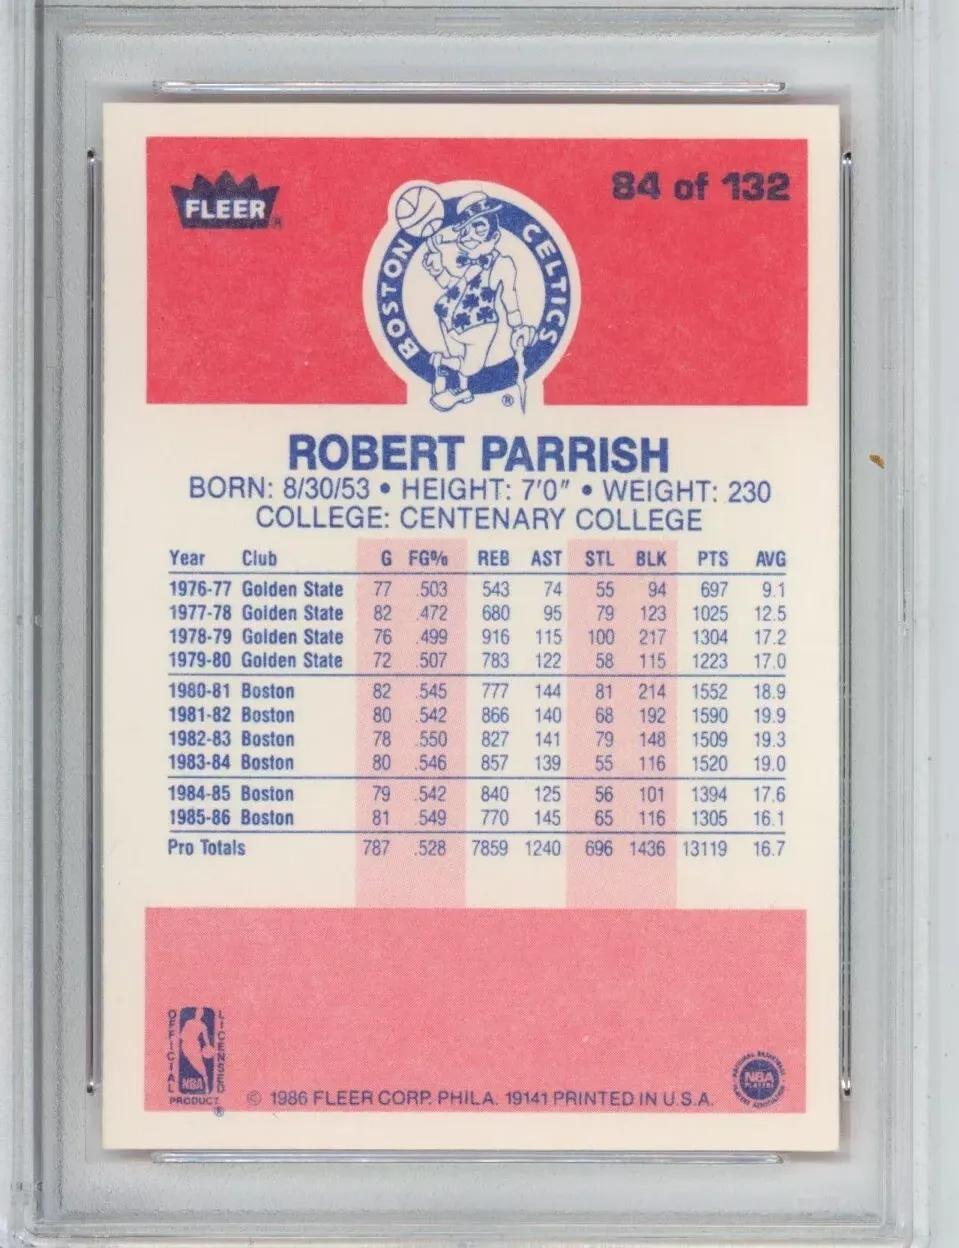 84 of 132
FLEER
®
BOSTON CELTICS
®
ROBERT PARRISH
BORN: 8/30/53 • HEIGHT: 7'0" • WEIGHT: 230
COLLEGE: CENTENARY COLLEGE
Year Club G FG% REB AST STL BLK PTS AVG
1976-77 Golden State 77 .503 543 74 55 94 697 9.1
1977-78 Golden State 82 .472 680 95 79 123 1025 12.5
1978-79 Golden State 76 .499 916 115 100 217 1304 17.2
1979-80 Golden State 72 .507 783 122 58 115 1223 17.0
1980-81 Boston 82 .545 777 144 81 214 1552 18.9
1981-82 Boston 80 .542 866 140 68 192 1590 19.9
1982-83 Boston 78 .550 827 141 79 148 1509 19.3
1983-84 Boston 80 .546 857 139 55 116 1520 19.0
1984-85 Boston 79 .542 840 125 56 101 1394 17.6
1985-86 Boston 81 .549 770 145 65 116 1305 16.1
Pro Totals 787 .528 7859 1240 696 1436 13119 16.7
OFFICIAL LICENSED
NBA
PRODUCT
®
© 1986 FLEER CORP. PHILA. 19141 PRINTED IN U.S.A.
NATIONAL BASKETBALL
NBA
PLAYERS
PLAYERS ASSOCIATION